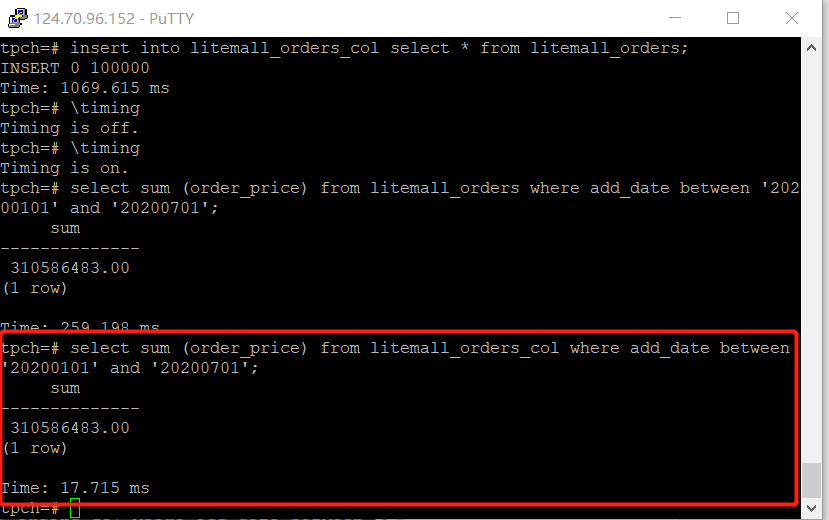 124.70.96.152 - PuTTY
tpch=# insert into litemall_orders_col select * from litemall_orders;
INSERT 0 100000
Time: 1069.615 ms
tpch=# \timing
Timing is off.
tpch=# \timing
Timing is on.
tpch=# select sum (order_price) from litemall_orders where add_date between '202
00101' and '20200701';
sum
--------------
310586483.00
(1 row)
Time: 259.198 ms
tpch=# select sum (order_price) from litemall_orders_col where add_date between
'20200101' and '20200701';
sum
--------------
310586483.00
(1 row)
Time: 17.715 ms
tpch=#